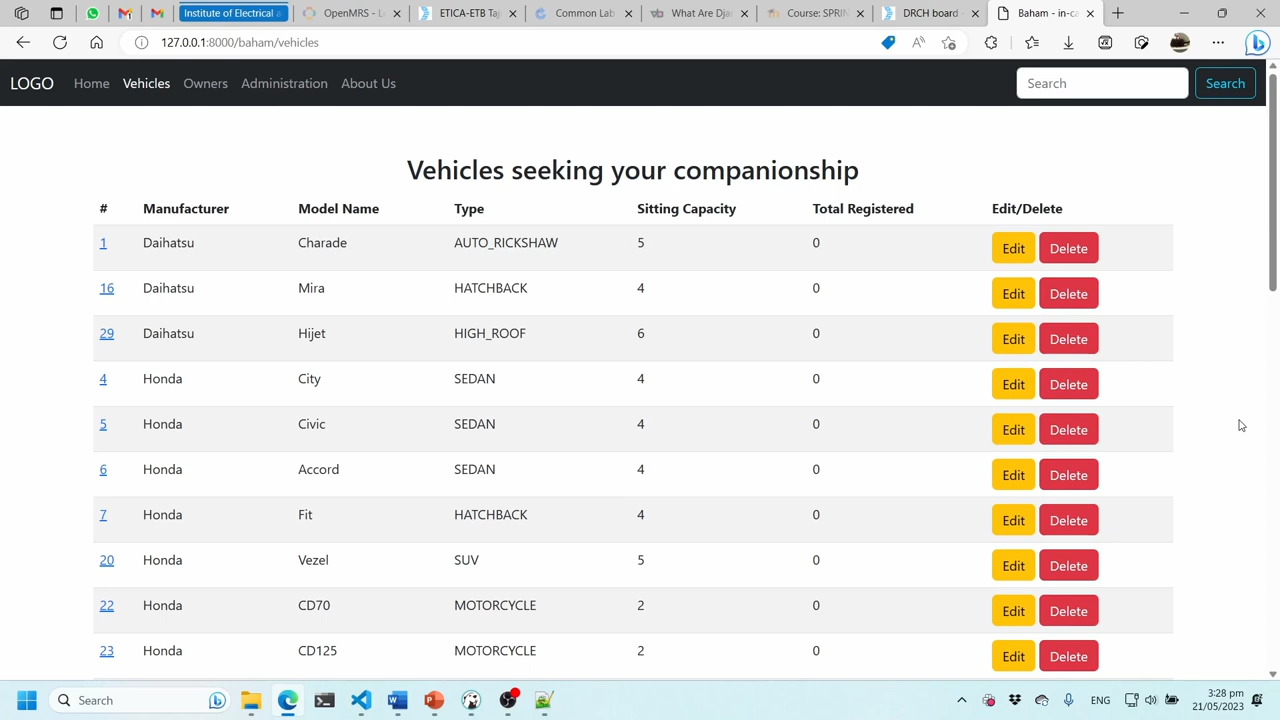 Institute of Electrical a
OpenMRS - L
ETICA-ETB Taj
Common Lab
What Are Dja
Course: SPRIN
DRCH board
Baham - in-ca
127.0.0.1:8000/baham/vehicles
LOGO Home Vehicles Owners Administration About Us Search Search
Vehicles seeking your companionship
# Manufacturer Model Name Type Sitting Capacity Total Registered Edit/Delete
1 Daihatsu Charade AUTO_RICKSHAW 5 0 Edit Delete
16 Daihatsu Mira HATCHBACK 4 0 Edit Delete
29 Daihatsu Hijet HIGH_ROOF 6 0 Edit Delete
4 Honda City SEDAN 4 0 Edit Delete
5 Honda Civic SEDAN 4 0 Edit Delete
6 Honda Accord SEDAN 4 0 Edit Delete
7 Honda Fit HATCHBACK 4 0 Edit Delete
20 Honda Vezel SUV 5 0 Edit Delete
22 Honda CD70 MOTORCYCLE 2 0 Edit Delete
23 Honda CD125 MOTORCYCLE 2 0 Edit Delete
Search
ENG
3:28 pm
21/05/2023